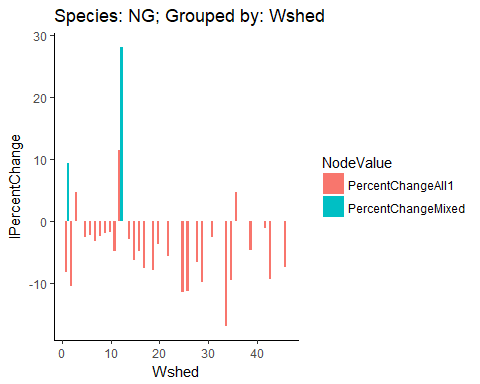 Species: NG; Grouped by: Wshed
30
20
10
0
-10
lPercentChange
0
10
20
30
40
Wshed
NodeValue
PercentChangeAll1
PercentChangeMixed